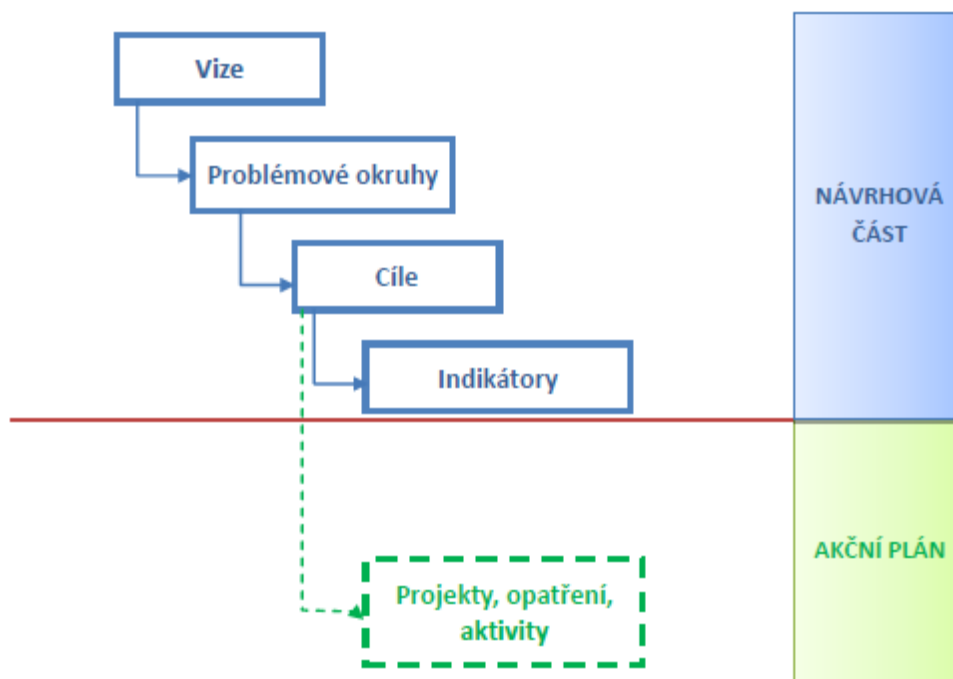 Vize
Problémové okruhy
NÁVRHOVÁ
ČÁST
Cíle
Indikátory
AKČNÍ PLÁN
Projekty, opatření,
aktivity